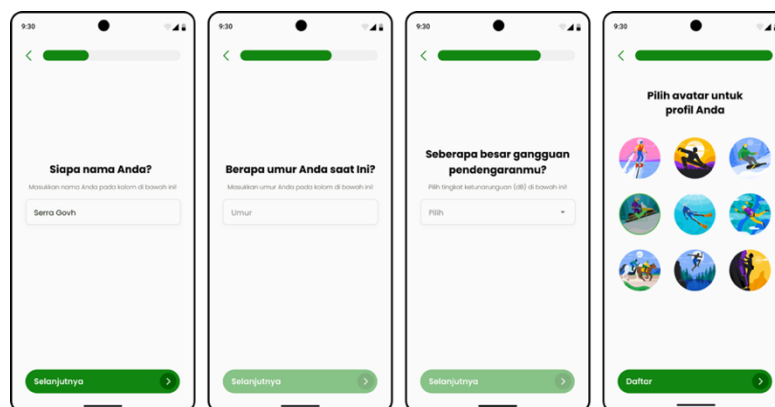 9:30
Siapa nama Anda?
Masukkan nama Anda pada kolom di bawah ini!
Serra Govh
Selanjutnya
9:30
Berapa umur Anda saat Ini?
Masukkan umur Anda pada kolom di bawah ini!
Umur
Selanjutnya
9:30
Seberapa besar gangguan
pendengaranmu?
Pilih tingkat ketunarunguan (dB) di bawah ini!
Pilih
Selanjutnya
9:30
Pilih avatar untuk
profil Anda
Daftar